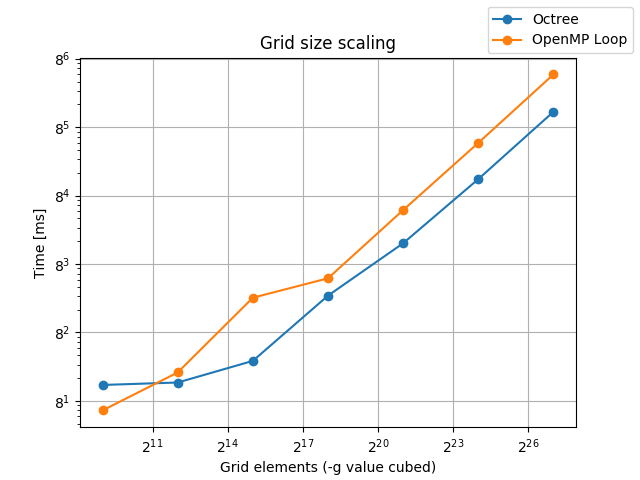 Octree
OpenMP Loop
Grid size scaling
8^6
8^5
8^4
8^3
8^2
8^1
Time [ms]
2^11 2^14 2^17 2^20 2^23 2^26
Grid elements (-g value cubed)